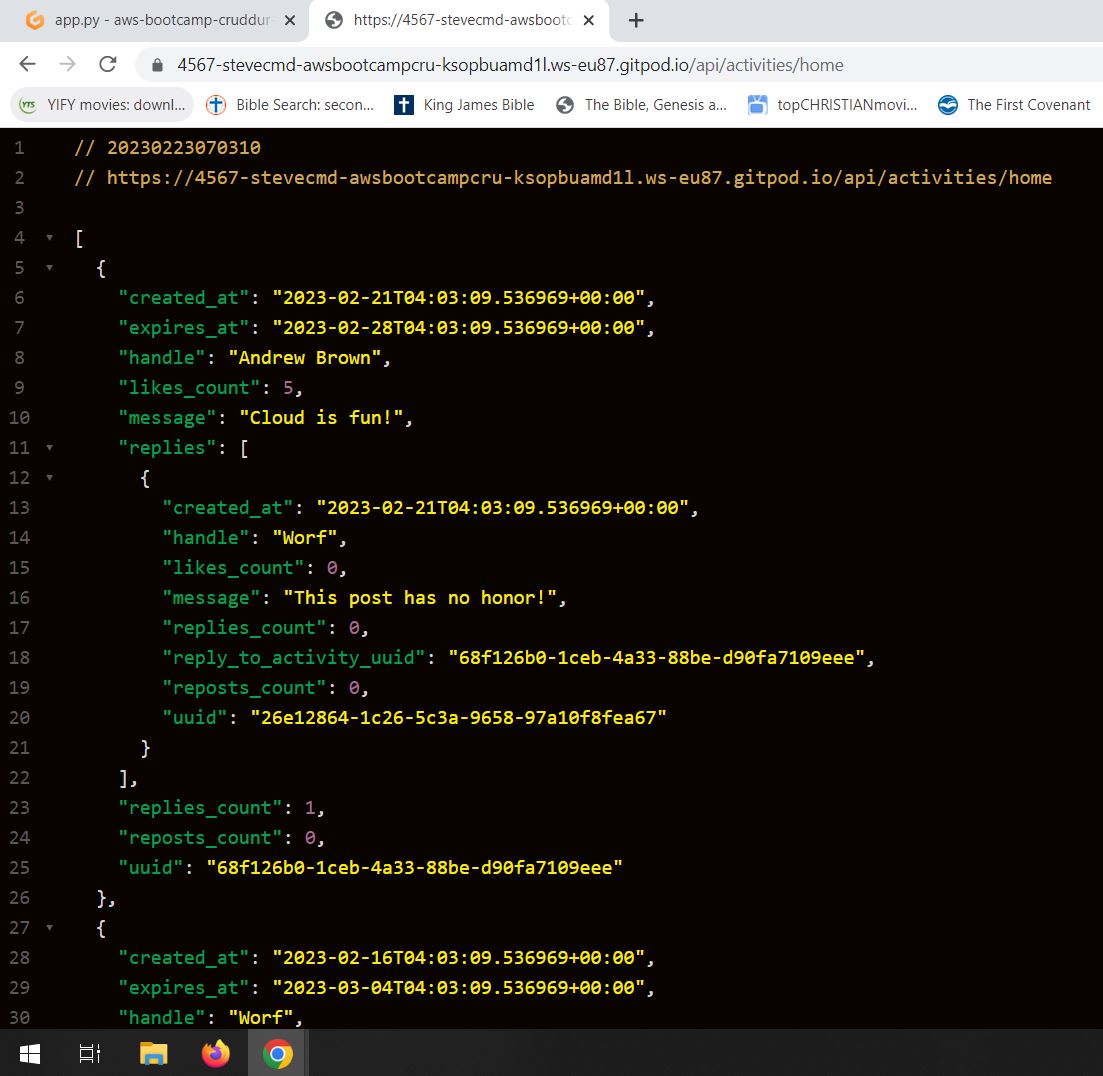 app.py - aws-bootcamp-cruddur-
https://4567-stevecmd-awsbootc
4567-stevecmd-awsbootcampcru-ksopbuamd1l.ws-eu87.gitpod.io/api/activities/home
YTS YIFY movies: downl... Bible Search: secon... King James Bible The Bible, Genesis a... topCHRISTIANmovi... The First Covenant
1 // 20230223070310
2 // https://4567-stevecmd-awsbootcampcru-ksopbuamd1l.ws-eu87.gitpod.io/api/activities/home
3
4 [
5 {
6 "created_at": "2023-02-21T04:03:09.536969+00:00",
7 "expires_at": "2023-02-28T04:03:09.536969+00:00",
8 "handle": "Andrew Brown",
9 "likes_count": 5,
10 "message": "Cloud is fun!",
11 "replies": [
12 {
13 "created_at": "2023-02-21T04:03:09.536969+00:00",
14 "handle": "Worf",
15 "likes_count": 0,
16 "message": "This post has no honor!",
17 "replies_count": 0,
18 "reply_to_activity_uuid": "68f126b0-1ceb-4a33-88be-d90fa7109eee",
19 "reposts_count": 0,
20 "uuid": "26e12864-1c26-5c3a-9658-97a10f8fea67"
21 }
22 ],
23 "replies_count": 1,
24 "reposts_count": 0,
25 "uuid": "68f126b0-1ceb-4a33-88be-d90fa7109eee"
26 },
27 {
28 "created_at": "2023-02-16T04:03:09.536969+00:00",
29 "expires_at": "2023-03-04T04:03:09.536969+00:00",
30 "handle": "Worf",